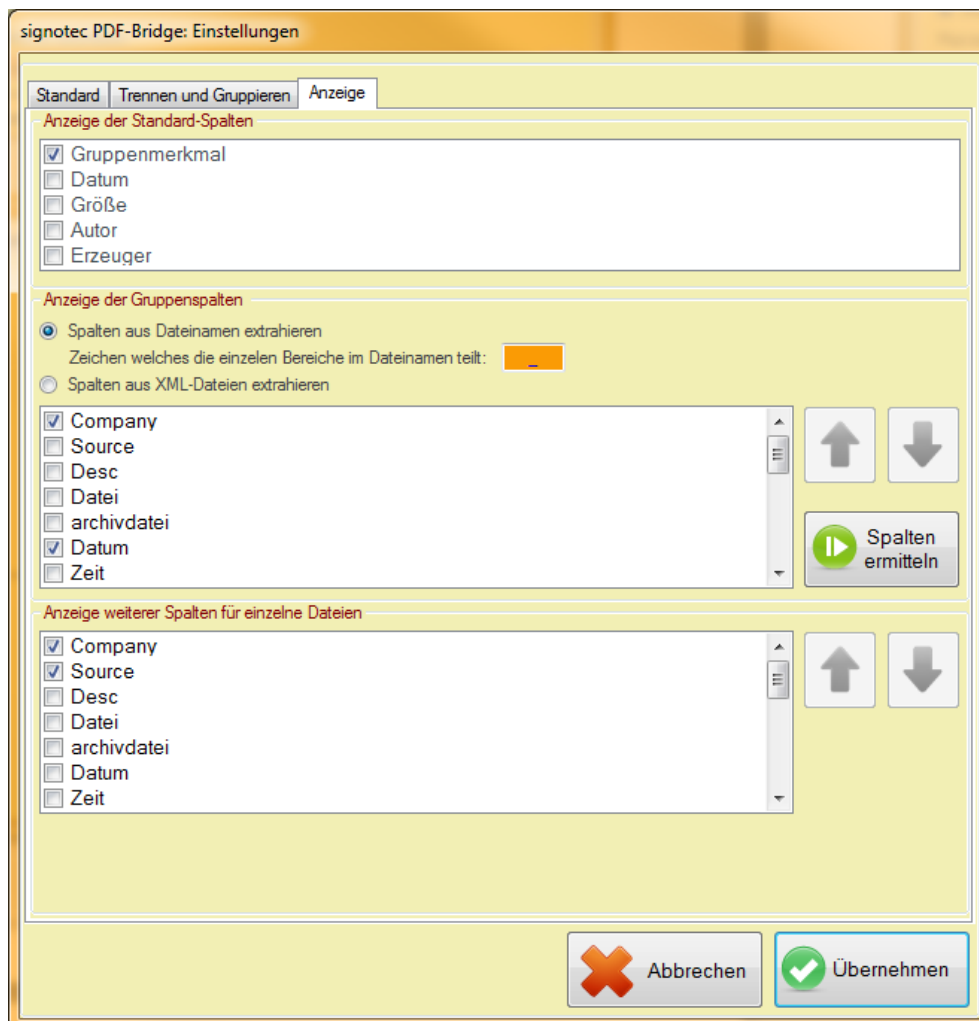 signotec PDF-Bridge: Einstellungen
Standard
Trennen und Gruppieren
Anzeige
Anzeige der Standard-Spalten
Gruppenmerkmal
Datum
Größe
Autor
Erzeuger
Anzeige der Gruppenspalten
Spalten aus Dateinamen extrahieren
Zeichen welches die einzelen Bereiche im Dateinamen teilt: _
Spalten aus XML-Dateien extrahieren
Company
Source
Desc
Datei
archivdatei
Datum
Zeit
Spalten
ermitteln
Anzeige weiterer Spalten für einzelne Dateien
Company
Source
Desc
Datei
archivdatei
Datum
Zeit
Abbrechen
Übernehmen